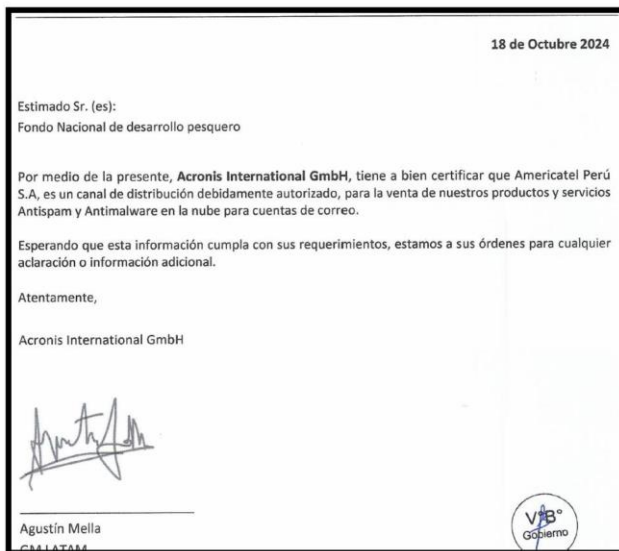 18 de Octubre 2024
Estimado Sr. (es):
Fondo Nacional de desarrollo pesquero
Por medio de la presente, Acronis International GmbH, tiene a bien certificar que Americatel Perú
S.A, es un canal de distribución debidamente autorizado, para la venta de nuestros productos y servicios
Antispam y Antimalware en la nube para cuentas de correo.
Esperando que esta información cumpla con sus requerimientos, estamos a sus órdenes para cualquier
aclaración o información adicional.
Atentamente,
Acronis International GmbH
Agustín Mella
GM LATAM
V°B°
Gobierno